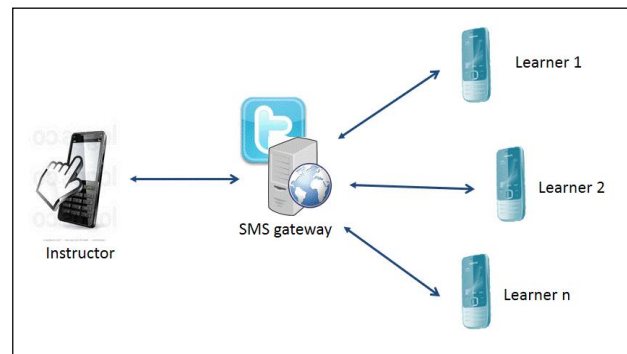 Learner 1
Learner 2
SMS gateway
Instructor
Learner n